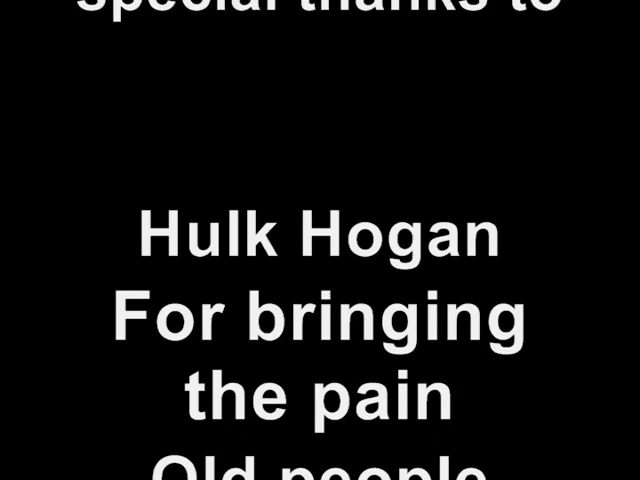 special thanks to
Hulk Hogan
For bringing
the pain
Old people